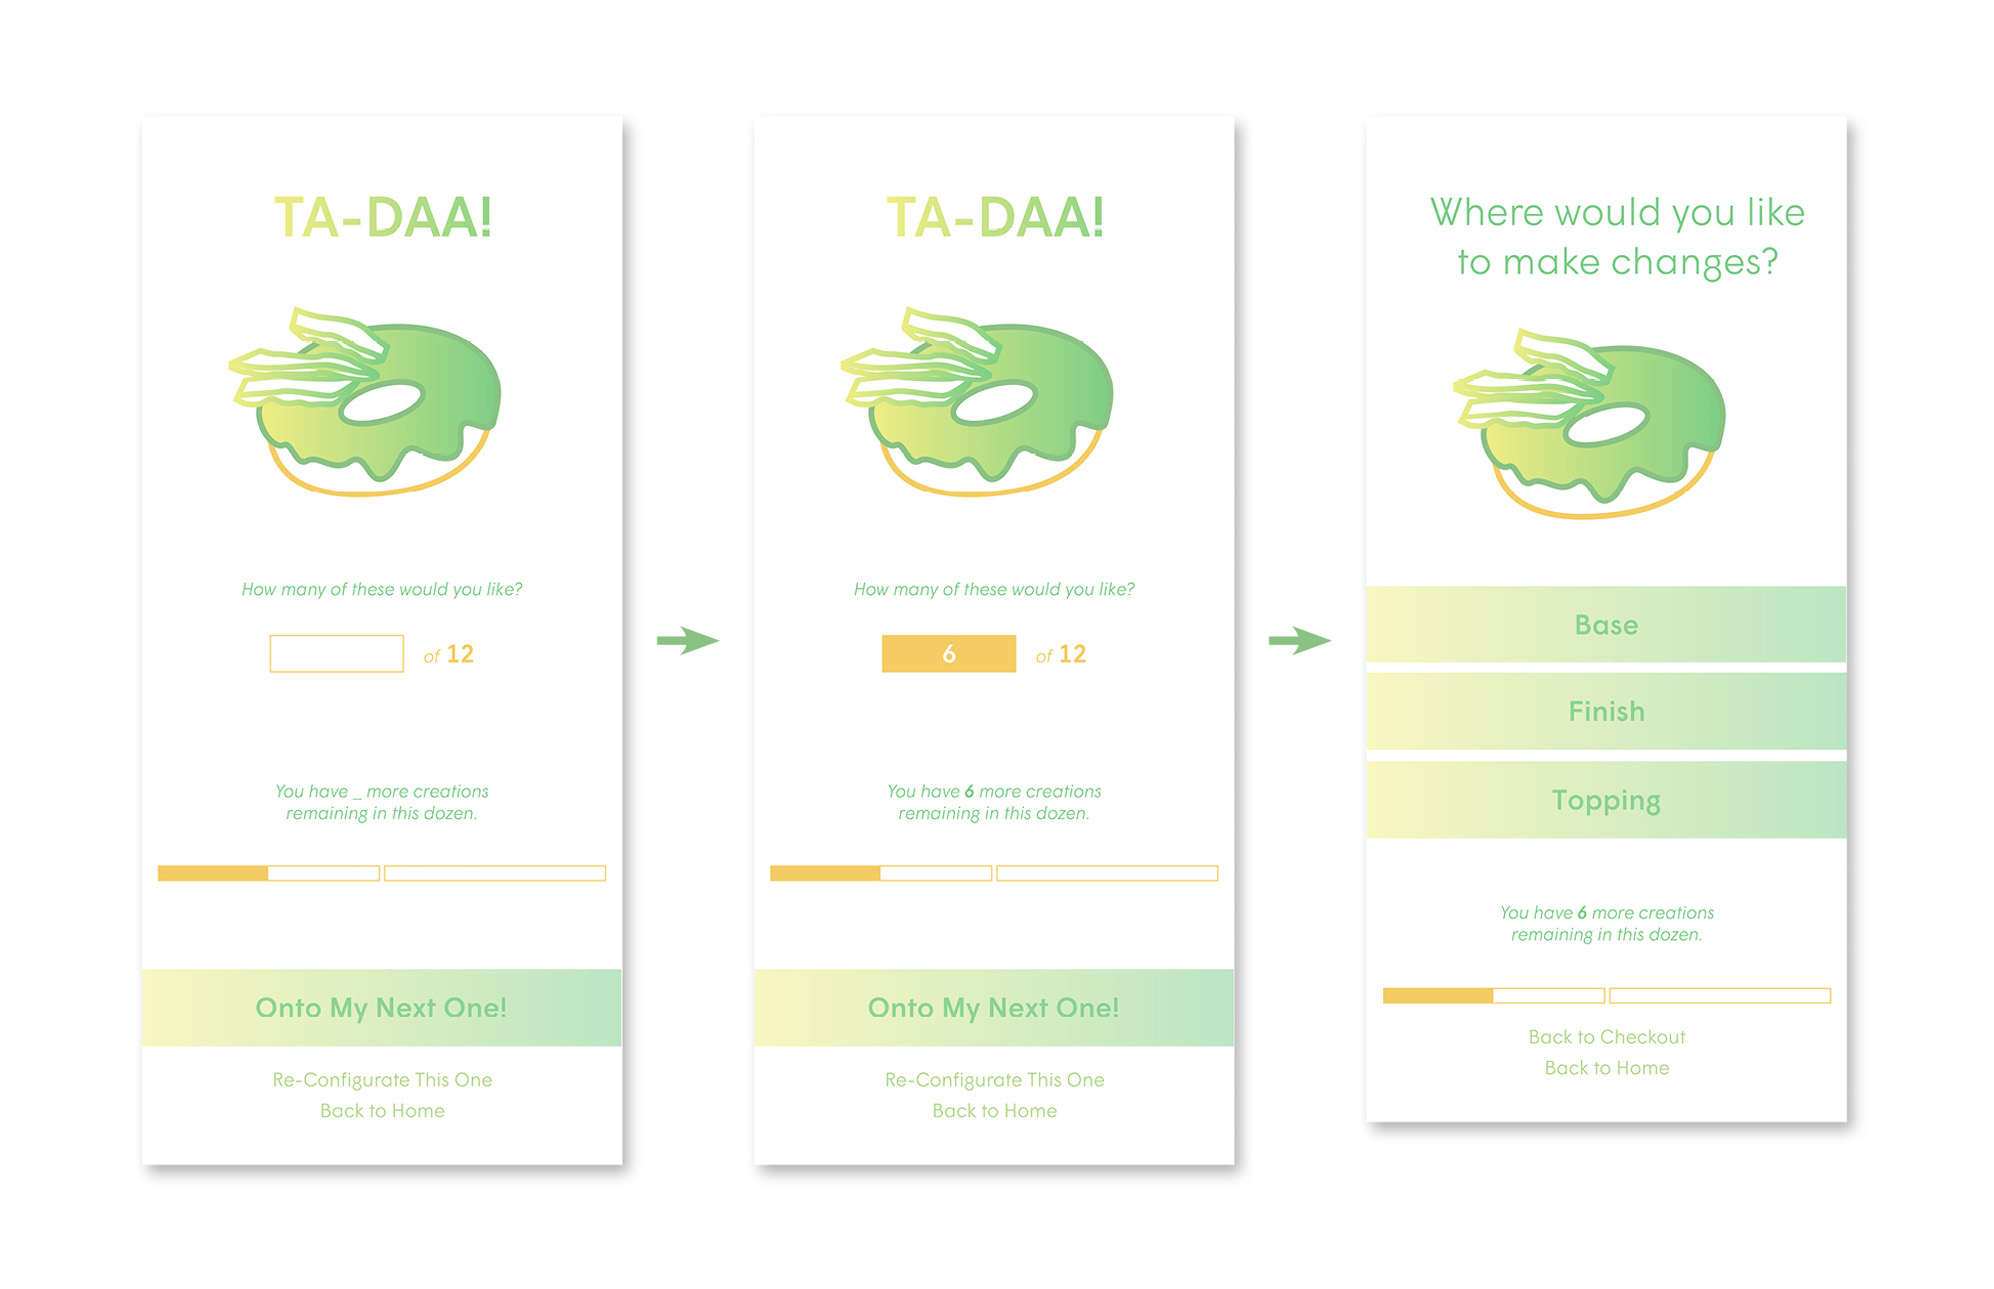 TA-DAA!
How many of these would you like?
of 12
You have _ more creations
remaining in this dozen.
Onto My Next One!
Re-Configurate This One
Back to Home
TA-DAA!
How many of these would you like?
6 of 12
You have 6 more creations
remaining in this dozen.
Onto My Next One!
Re-Configurate This One
Back to Home
Where would you like
to make changes?
Base
Finish
Topping
You have 6 more creations
remaining in this dozen.
Back to Checkout
Back to Home